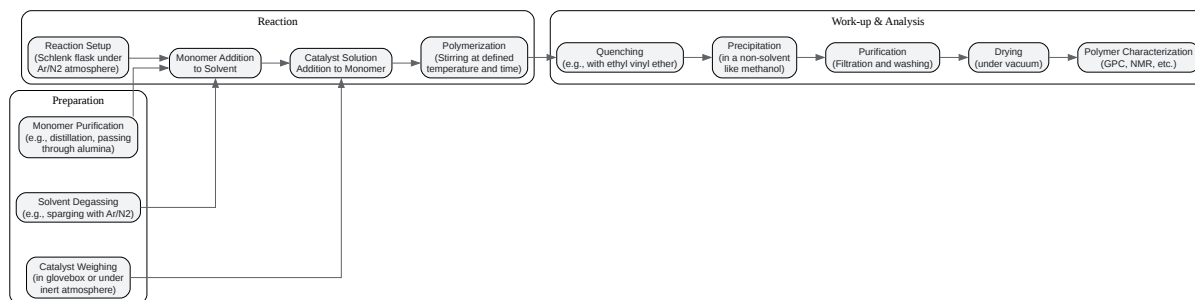 Reaction
Reaction Setup
(Schlenk flask under
Ar/N2 atmosphere)
Monomer Addition
to Solvent
Catalyst Solution
Addition to Monomer
Polymerization
(Stirring at defined
temperature and time)
Work-up & Analysis
Quenching
(e.g., with ethyl vinyl ether)
Precipitation
(in a non-solvent
like methanol)
Purification
(Filtration and washing)
Drying
(under vacuum)
Polymer Characterization
(GPC, NMR, etc.)
Preparation
Monomer Purification
(e.g., distillation, passing
through alumina)
Solvent Degassing
(e.g., sparging with Ar/N2)
Catalyst Weighing
(in glovebox or under
inert atmosphere)